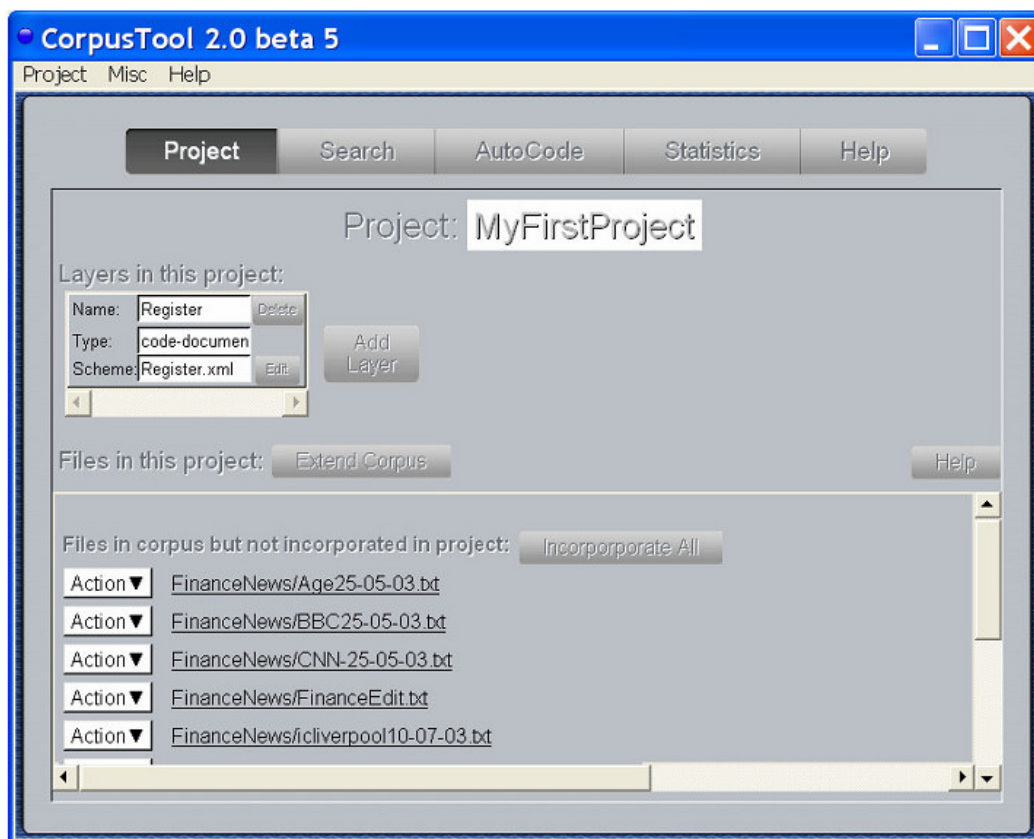 CorpusTool 2.0 beta 5
Project Misc Help
Project Search AutoCode Statistics Help
Project: MyFirstProject
Layers in this project:
Name: Register Delete
Type: code-documen
Scheme: Register.xml Edit
Add
Layer
Files in this project: Extend Corpus Help
Files in corpus but not incorporated in project: Incorporporate All
Action▼ FinanceNews/Age25-05-03.txt
Action▼ FinanceNews/BBC25-05-03.txt
Action▼ FinanceNews/CNN-25-05-03.txt
Action▼ FinanceNews/FinanceEdit.txt
Action▼ FinanceNews/icliverpool10-07-03.txt